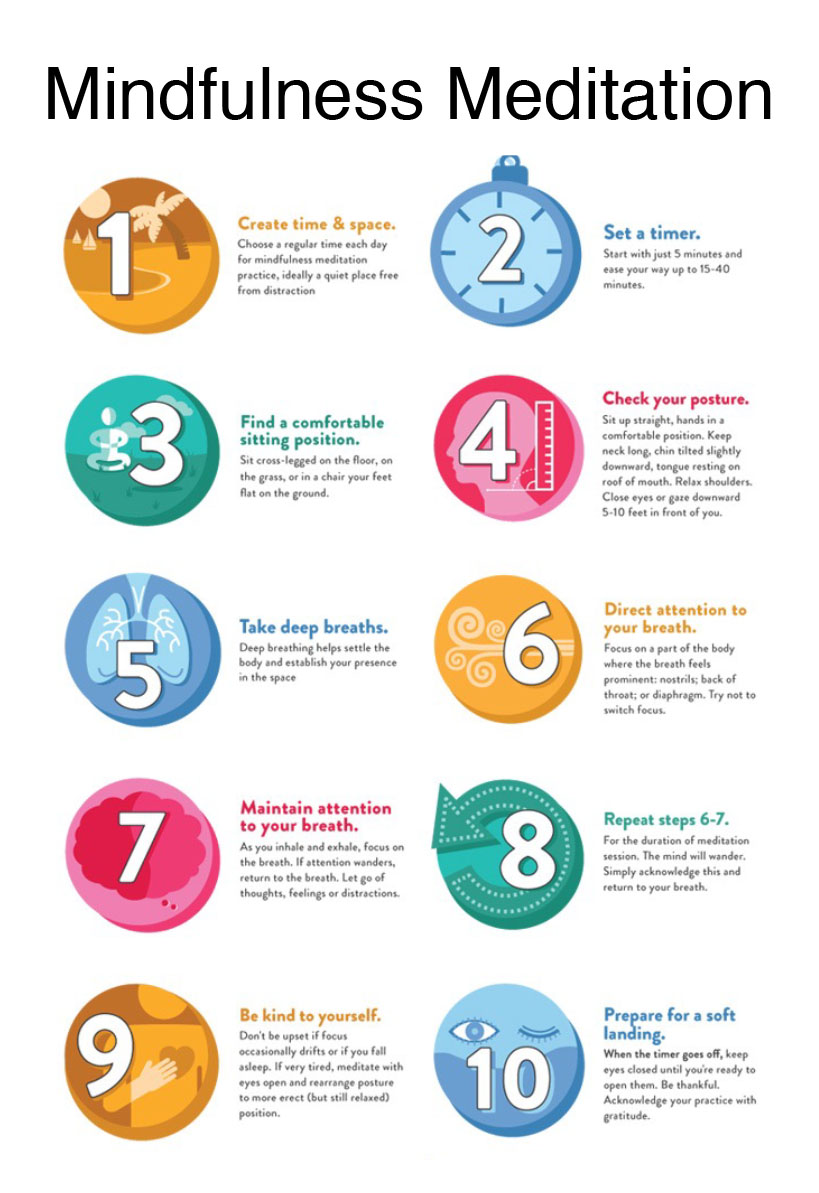 Mindfulness Meditation
1
Create time & space.
Choose a regular time each day
for mindfulness meditation
practice, ideally a quiet place free
from distraction
2
Set a timer.
Start with just 5 minutes and
ease your way up to 15-40
minutes.
3
Find a comfortable
sitting position.
Sit cross-legged on the floor, on
the grass, or in a chair your feet
flat on the ground.
4
Check your posture.
Sit up straight, hands in a
comfortable position. Keep
neck long, chin tilted slightly
downward, tongue resting on
roof of mouth. Relax shoulders.
Close eyes or gaze downward
5-10 feet in front of you.
5
Take deep breaths.
Deep breathing helps settle the
body and establish your presence
in the space
6
Direct attention to
your breath.
Focus on a part of the body
where the breath feels
prominent: nostrils; back of
throat; or diaphragm. Try not to
switch focus.
7
Maintain attention
to your breath.
As you inhale and exhale, focus on
the breath. If attention wanders,
return to the breath. Let go of
thoughts, feelings or distractions.
8
Repeat steps 6-7.
For the duration of meditation
session. The mind will wander.
Simply acknowledge this and
return to your breath.
9
Be kind to yourself.
Don't be upset if focus
occasionally drifts or if you fall
asleep. If very tired, meditate with
eyes open and rearrange posture
to more erect (but still relaxed)
position.
10
Prepare for a soft
landing.
When the timer goes off, keep
eyes closed until you're ready to
open them. Be thankful.
Acknowledge your practice with
gratitude.